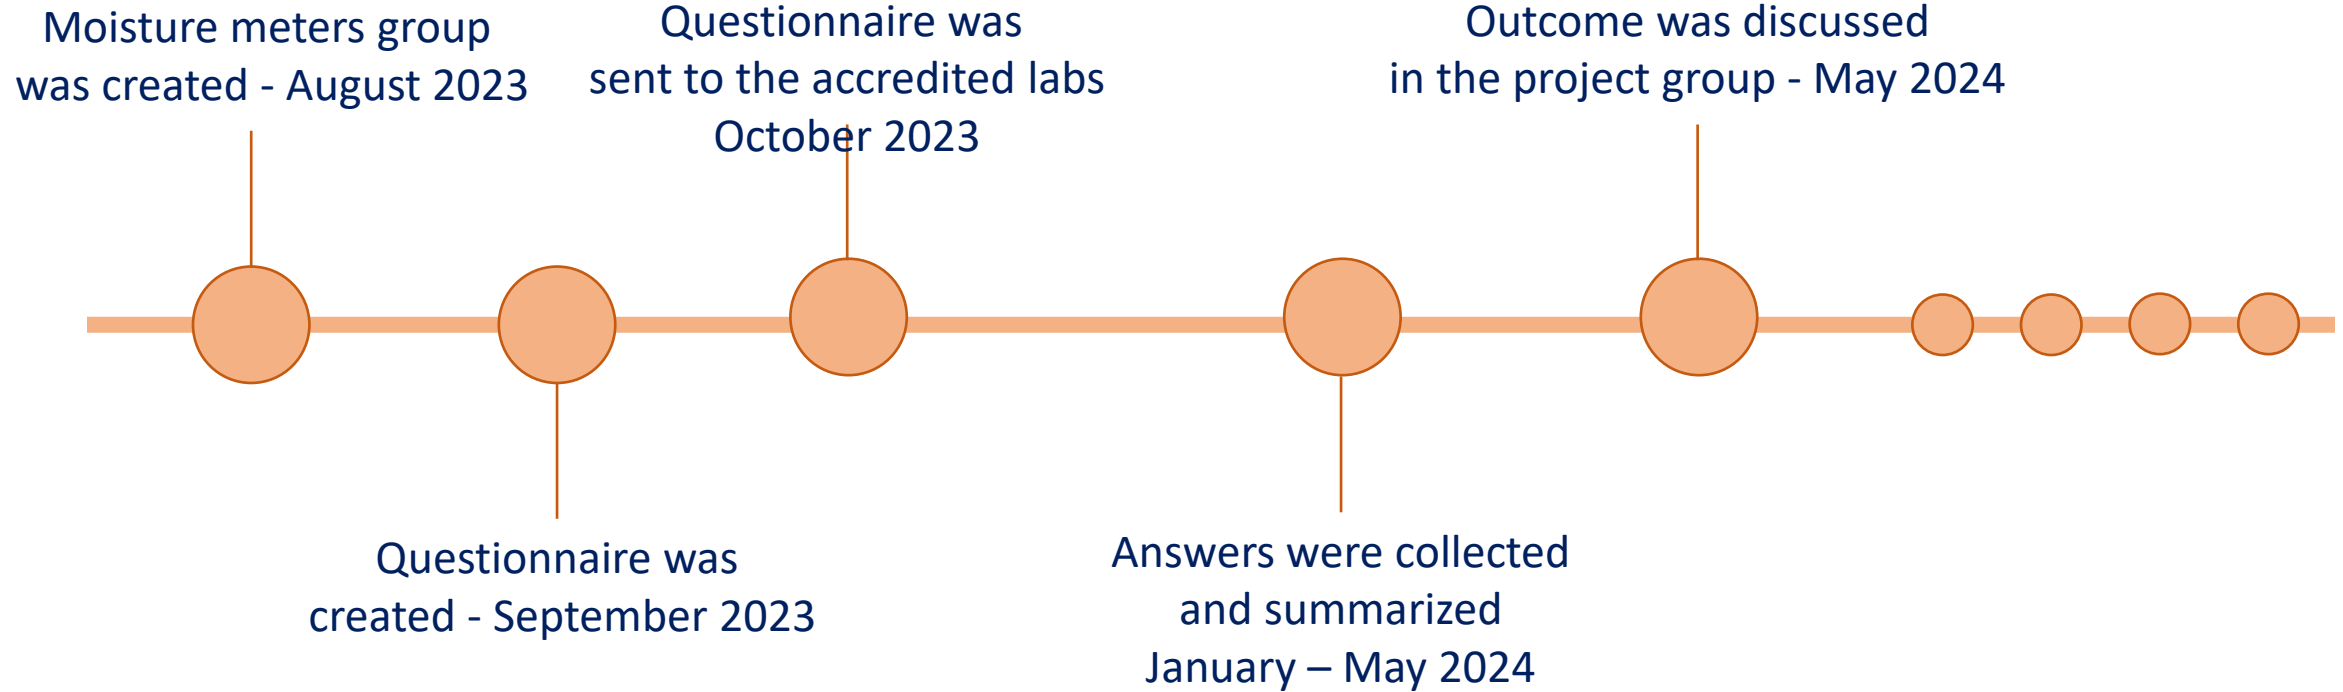 Moisture meters group
was created - August 2023
Questionnaire was
created - September 2023
Questionnaire was
sent to the accredited labs
October 2023
Answers were collected
and summarized
January – May 2024
Outcome was discussed
in the project group - May 2024